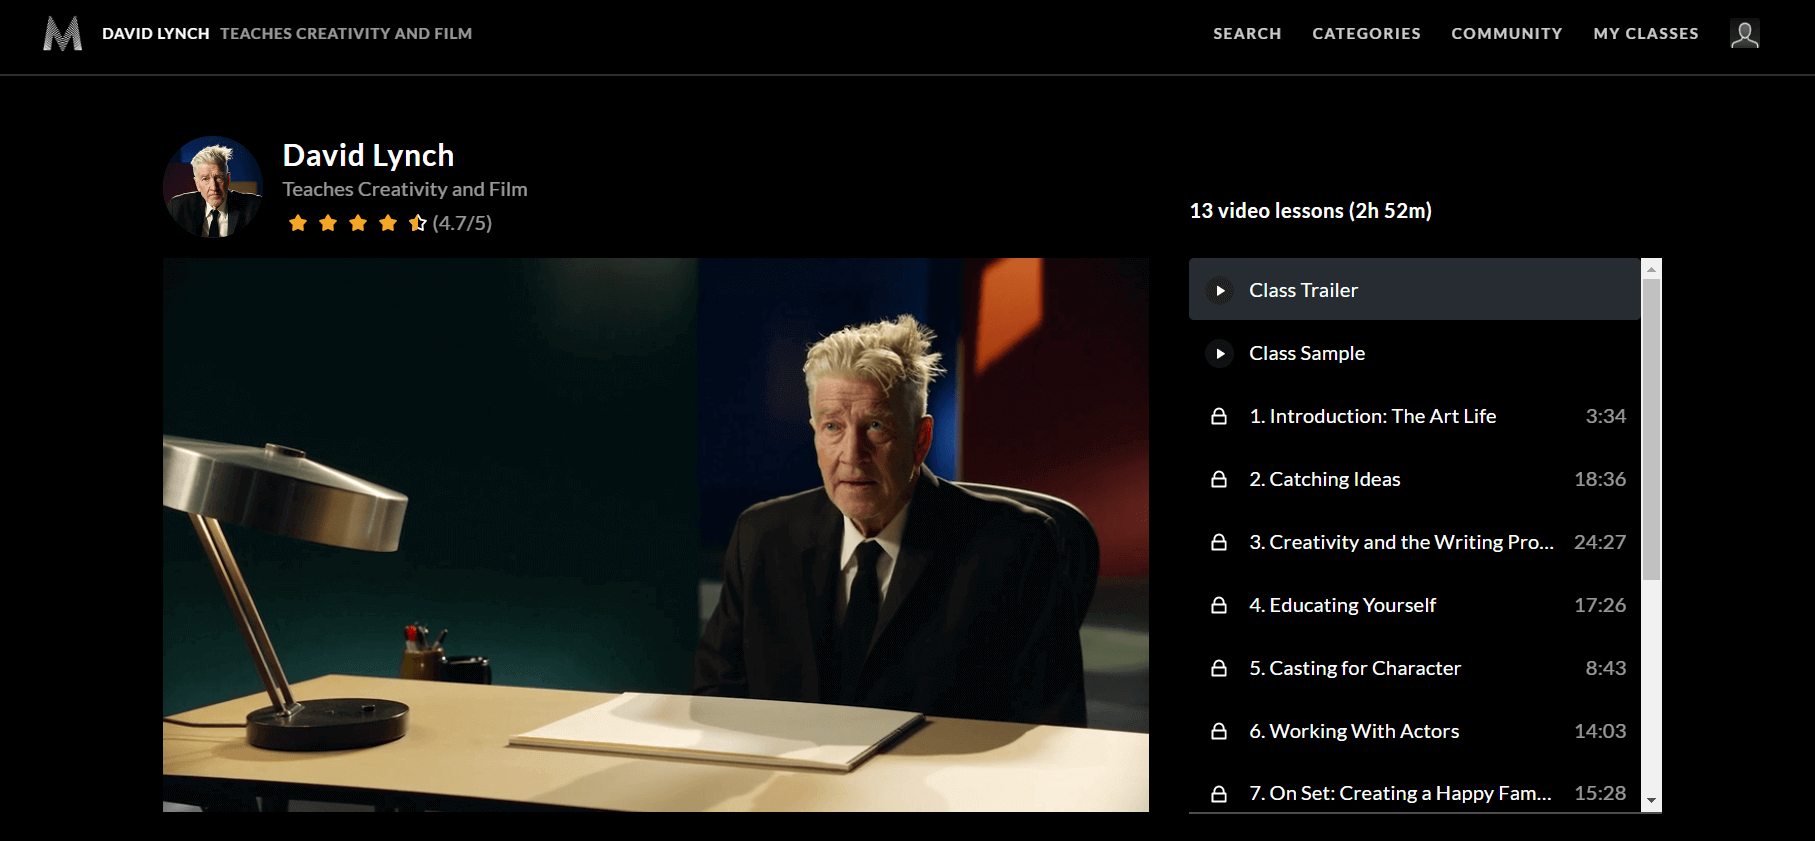 DAVID LYNCH TEACHES CREATIVITY AND FILM
SEARCH CATEGORIES COMMUNITY MY CLASSES
David Lynch
Teaches Creativity and Film
(4.7/5)
13 video lessons (2h 52m)
Class Trailer
Class Sample
1. Introduction: The Art Life 3:34
2. Catching Ideas 18:36
3. Creativity and the Writing Pro... 24:27
4. Educating Yourself 17:26
5. Casting for Character 8:43
6. Working With Actors 14:03
7. On Set: Creating a Happy Fam... 15:28